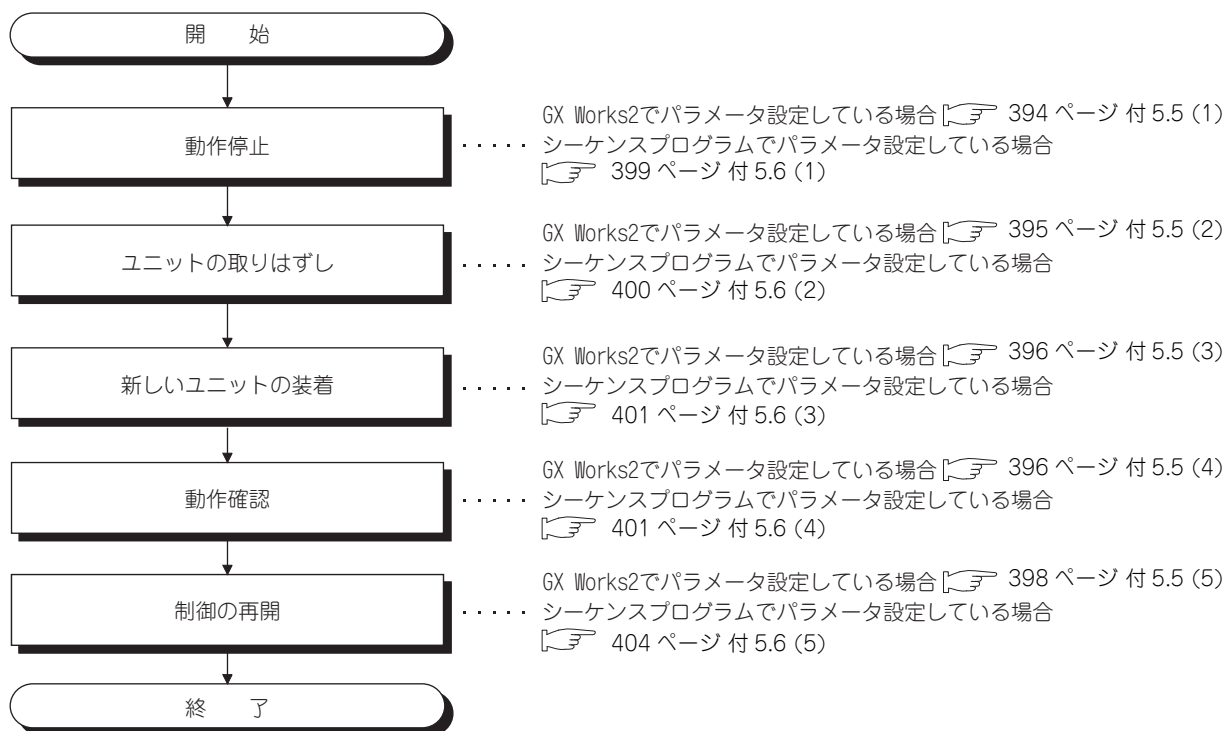 開　　始
動作停止
GX Works2でパラメータ設定している場合 394 ページ 付 5.5 (1)
シーケンスプログラムでパラメータ設定している場合
399 ページ 付 5.6 (1)
ユニットの取りはずし
GX Works2でパラメータ設定している場合 395 ページ 付 5.5 (2)
シーケンスプログラムでパラメータ設定している場合
400 ページ 付 5.6 (2)
新しいユニットの装着
GX Works2でパラメータ設定している場合 396 ページ 付 5.5 (3)
シーケンスプログラムでパラメータ設定している場合
401 ページ 付 5.6 (3)
動作確認
GX Works2でパラメータ設定している場合 396 ページ 付 5.5 (4)
シーケンスプログラムでパラメータ設定している場合
401 ページ 付 5.6 (4)
制御の再開
GX Works2でパラメータ設定している場合 398 ページ 付 5.5 (5)
シーケンスプログラムでパラメータ設定している場合
404 ページ 付 5.6 (5)
終　　了